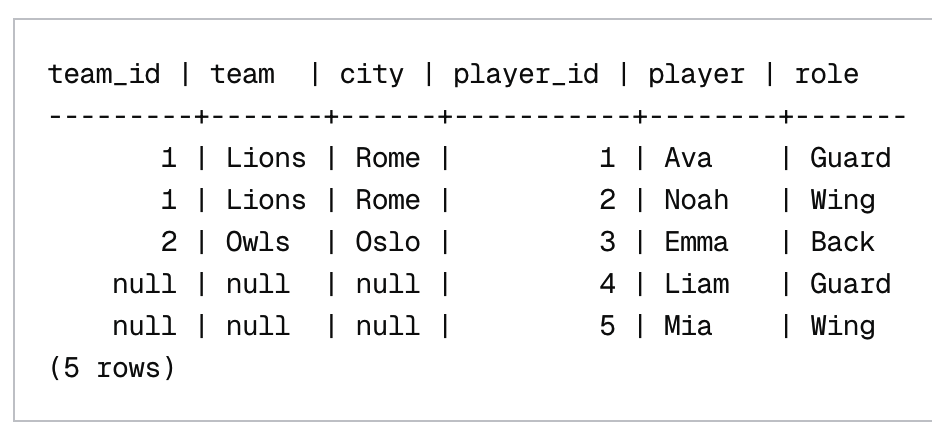 team_id | team  | city | player_id | player | role
---------+-------+------+-----------+--------+-------
       1 | Lions | Rome |         1 | Ava    | Guard
       1 | Lions | Rome |         2 | Noah   | Wing
       2 | Owls  | Oslo |         3 | Emma   | Back
    null | null  | null |         4 | Liam   | Guard
    null | null  | null |         5 | Mia    | Wing
(5 rows)